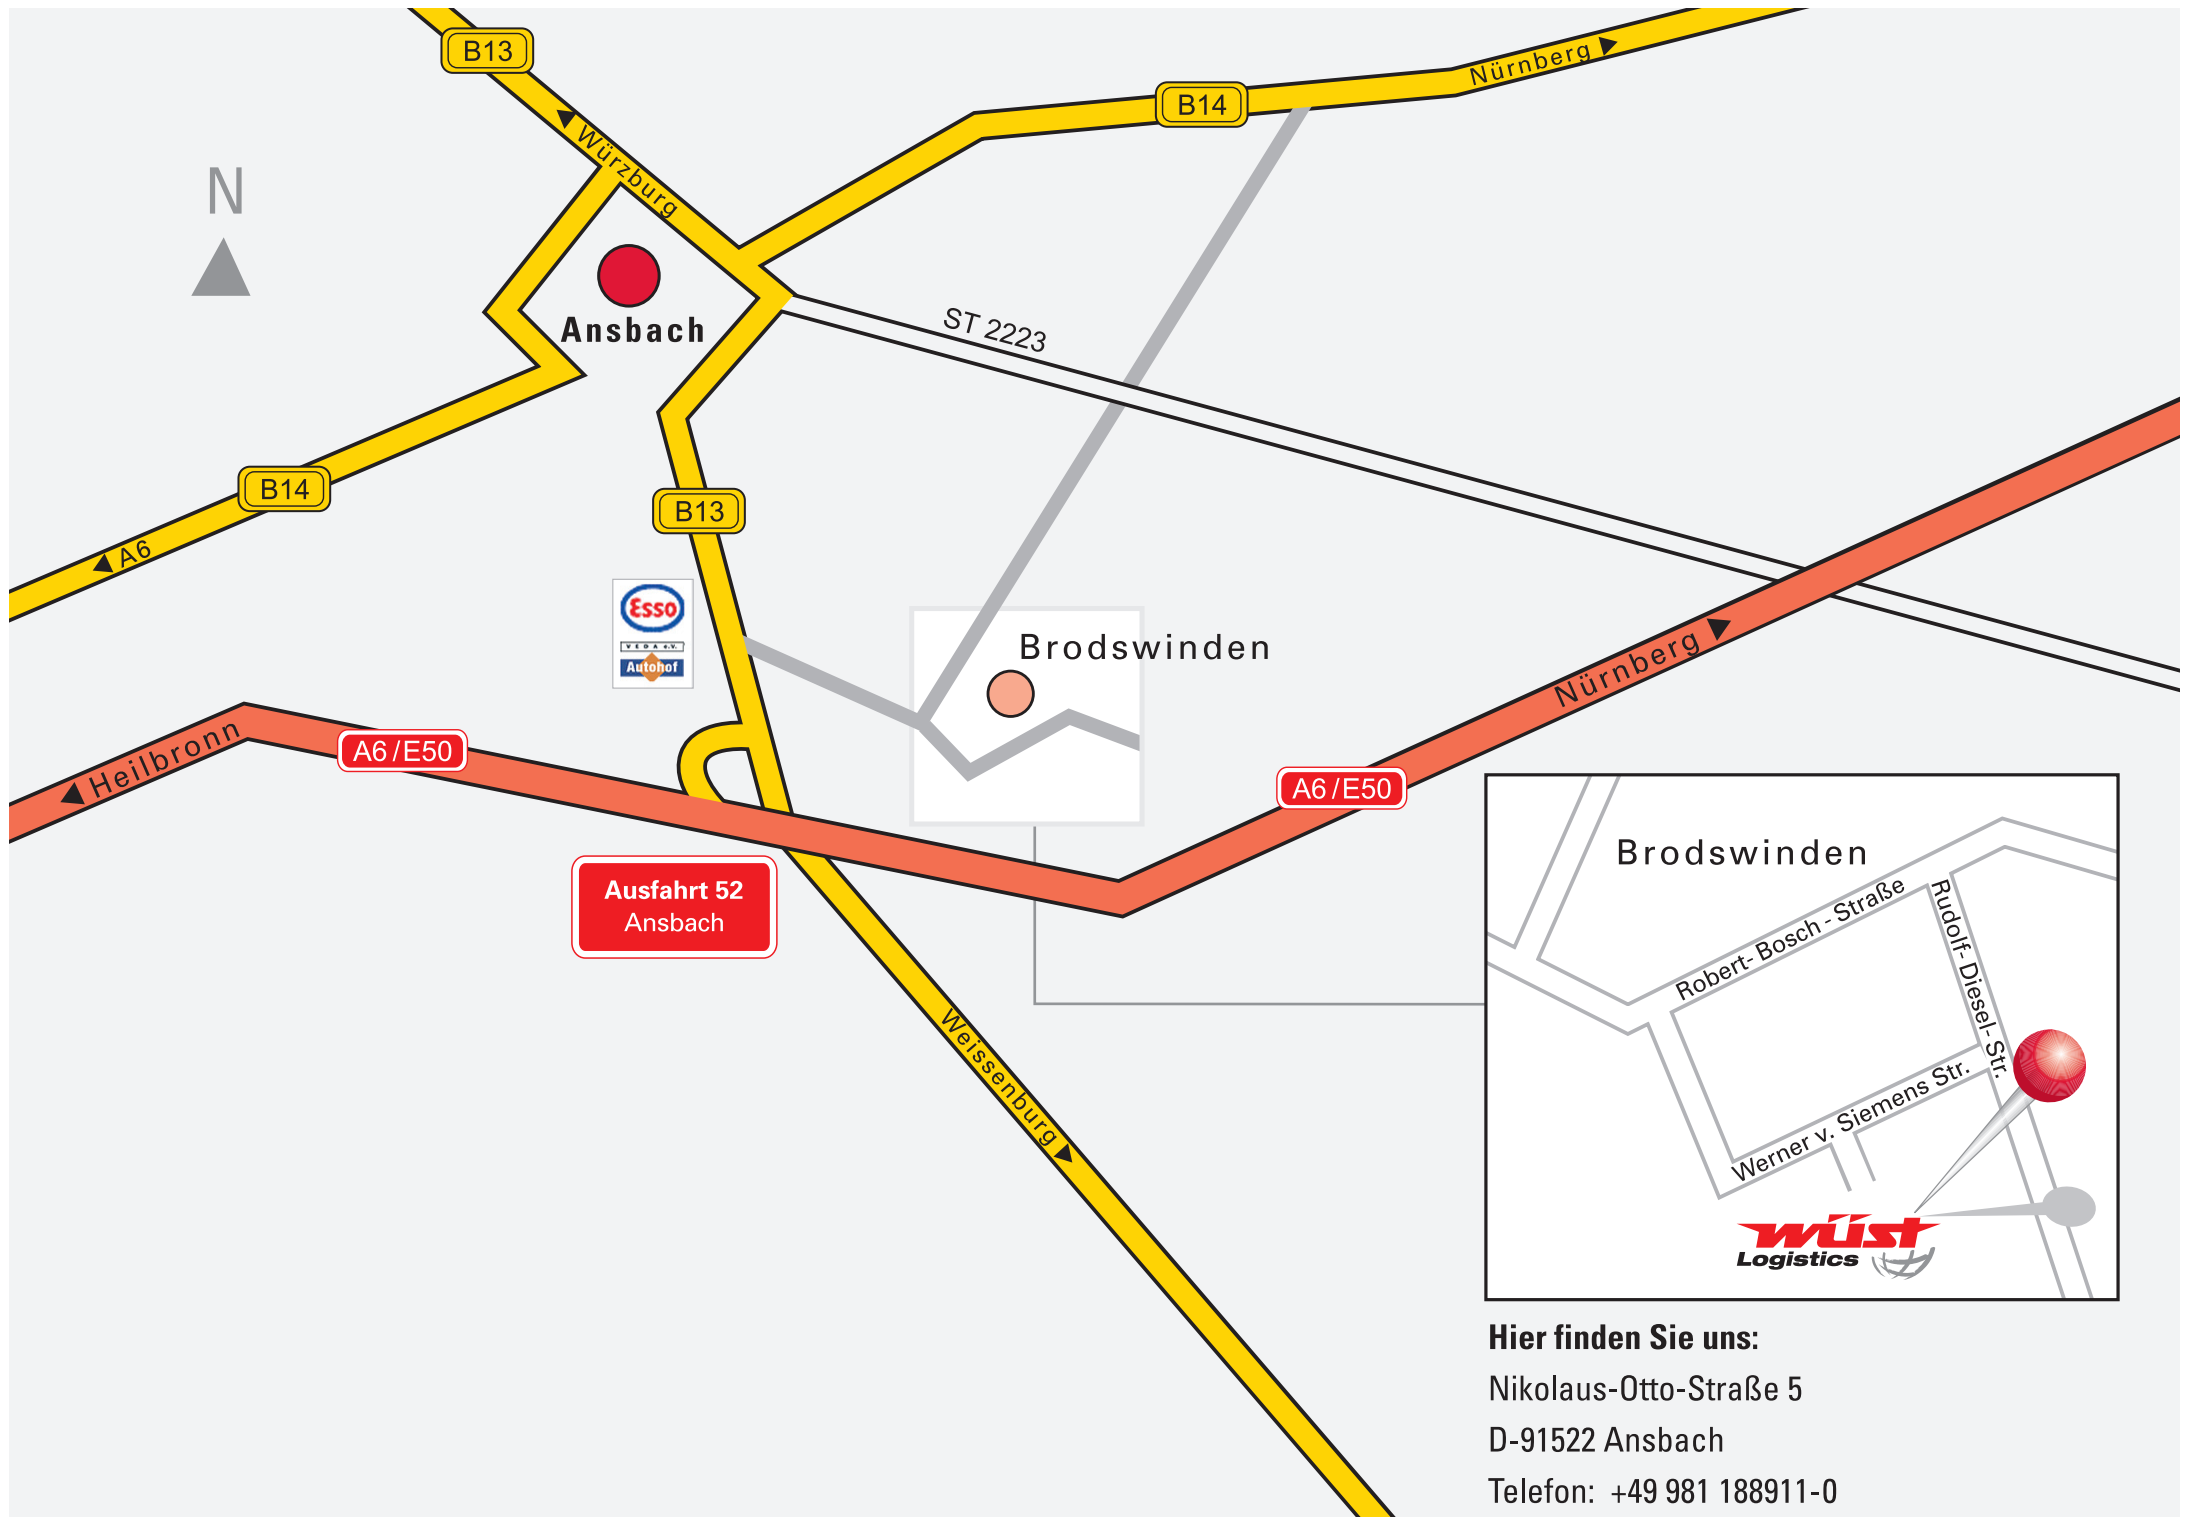 B13
Nürnberg
B14
Würzburg
N
Ansbach
ST 2223
B14
B13
A6
Esso
VEDA e.V.
Autohof
Brodswinden
Nürnberg
Heilbronn
A6/E50
A6/E50
Ausfahrt 52
Ansbach
Weissenburg
Brodswinden
Robert-Bosch-Straße
Rudolf-Diesel-Str.
Werner v. Siemens Str.
wüst
Logistics
Hier finden Sie uns:
Nikolaus-Otto-Straße 5
D-91522 Ansbach
Telefon: +49 981 188911-0